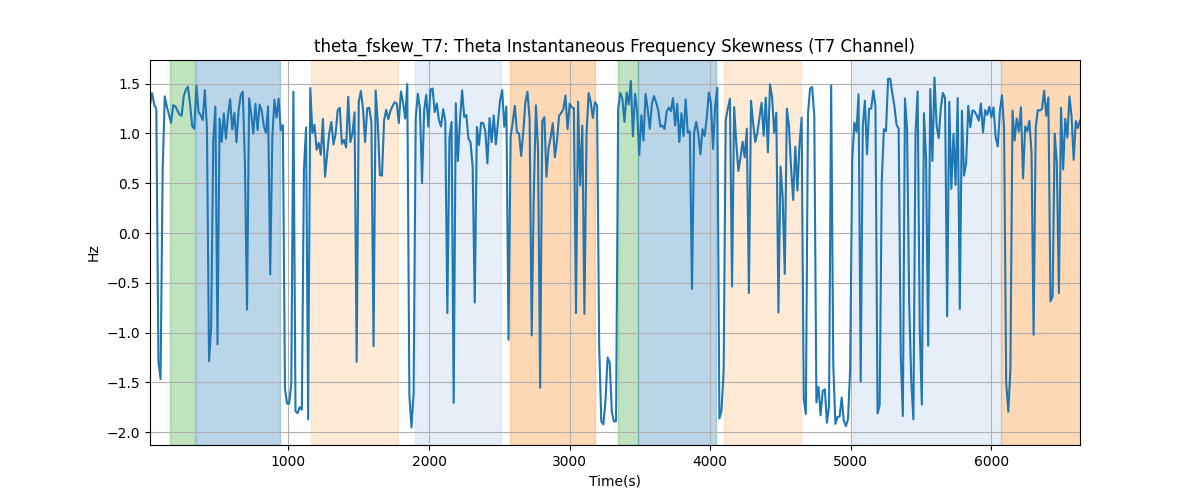 theta_fskew_T7: Theta Instantaneous Frequency Skewness (T7 Channel)
1.5
1.0
0.5
0.0
−0.5
−1.0
−1.5
−2.0
Hz
1000 2000 3000 4000 5000 6000
Time(s)